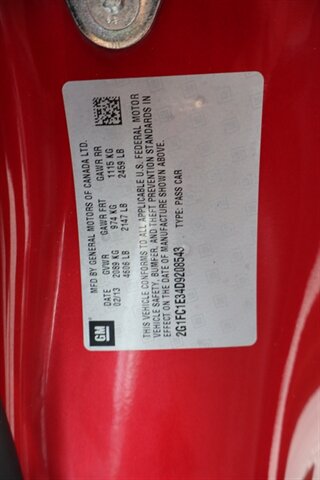 GM
MFD BY GENERAL MOTORS OF CANADA LTD.
DATE GVWR GAWR FRT GAWR RR
02/13 2089 KG 974 KG 1115 KG
4606 LB 2147 LB 2459 LB
THIS VEHICLE CONFORMS TO ALL APPLICABLE U.S. FEDERAL MOTOR
VEHICLE SAFETY, BUMPER, AND THEFT PREVENTION STANDARDS IN
EFFECT ON THE DATE OF MANUFACTURE SHOWN ABOVE.
2G1FC1E34D9208543 TYPE: PASS CAR